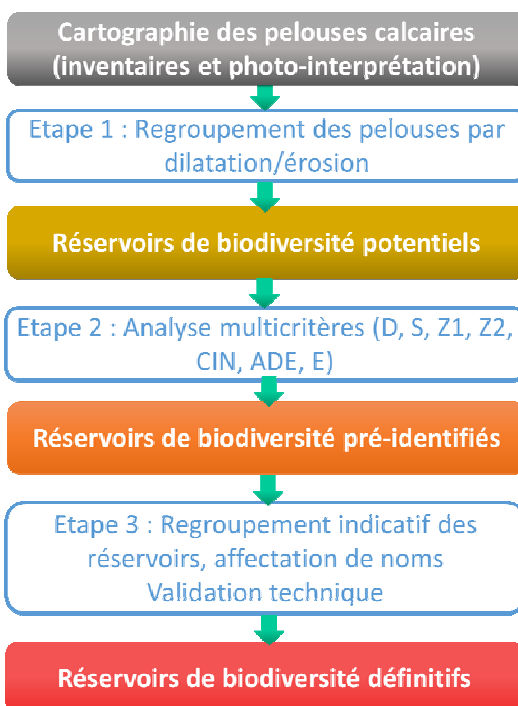 Cartographie des pelouses calcaires
(inventaires et photo-interprétation)
Etape 1 : Regroupement des pelouses par
dilatation/érosion
Réservoirs de biodiversité potentiels
Etape 2 : Analyse multicritères (D, S, Z1, Z2,
CIN, ADE, E)
Réservoirs de biodiversité pré-identifiés
Etape 3 : Regroupement indicatif des
réservoirs, affectation de noms
Validation technique
Réservoirs de biodiversité définitifs